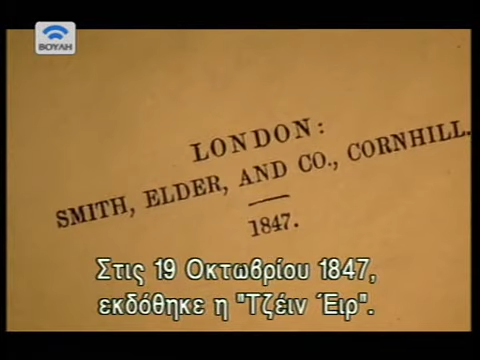 ΒΟΥΛΗ
LONDON:
SMITH, ELDER, AND CO., CORNHILL.
1847.
Στις 19 Οκτωβρίου 1847,
εκδόθηκε η "Τζέιν Έιρ".